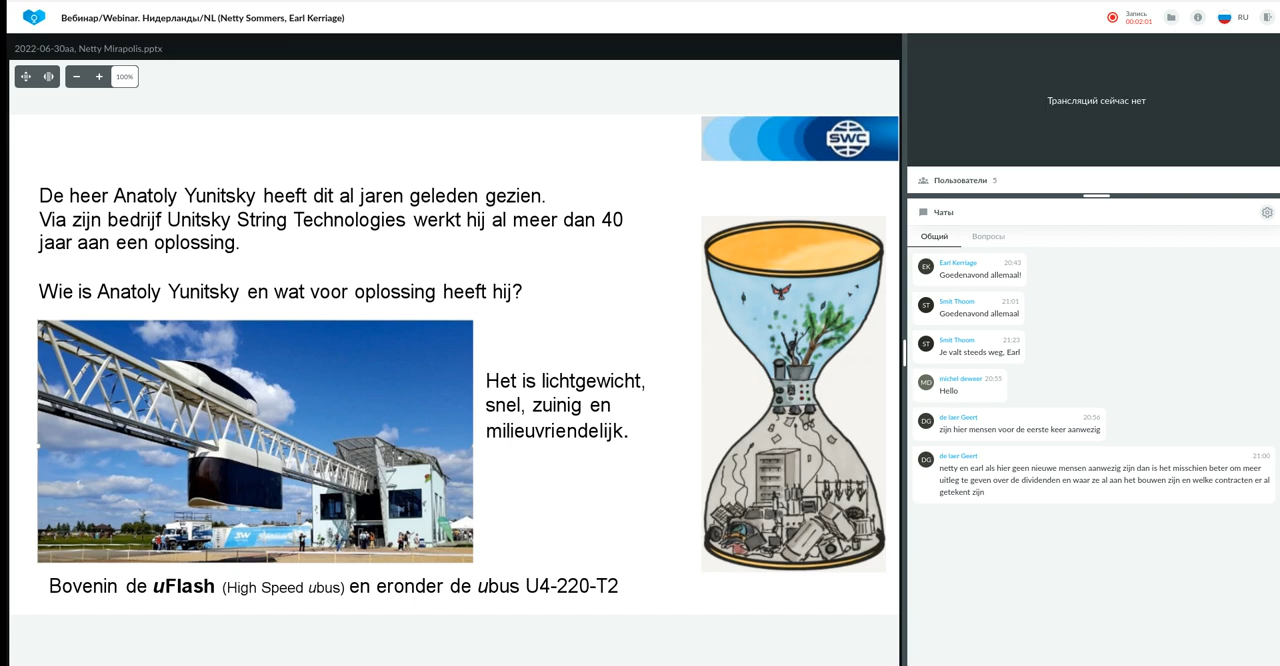 Вебинар/Webinar. Нидерланды/NL (Netty Sommers, Earl Kerriage)
Запись
00:02:01
RU
2022-06-30aa, Netty Mirapolis.pptx
100%
SWC
De heer Anatoly Yunitsky heeft dit al jaren geleden gezien.
Via zijn bedrijf Unitsky String Technologies werkt hij al meer dan 40
jaar aan een oplossing.
Wie is Anatoly Yunitsky en wat voor oplossing heeft hij?
Het is lichtgewicht,
snel, zuinig en
milieuvriendelijk.
Bovenin de uFlash (High Speed ubus) en eronder de ubus U4-220-T2
Трансляций сейчас нет
Пользователи 5
Чаты
Общий Вопросы
EK
Earl Kerriage 20:43
Goedenavond allemaal!
ST
Smit Thoom 21:01
Goedenavond allemaal
ST
Smit Thoom 21:23
Je valt steeds weg, Earl
MD
michel deweer 20:55
Hello
DG
de laer Geert 20:56
zijn hier mensen voor de eerste keer aanwezig
DG
de laer Geert 21:00
netty en earl als hier geen nieuwe mensen aanwezig zijn dan is het misschien beter om meer
uitleg te geven over de dividenden en waar ze al aan het bouwen zijn en welke contracten er al
getekent zijn